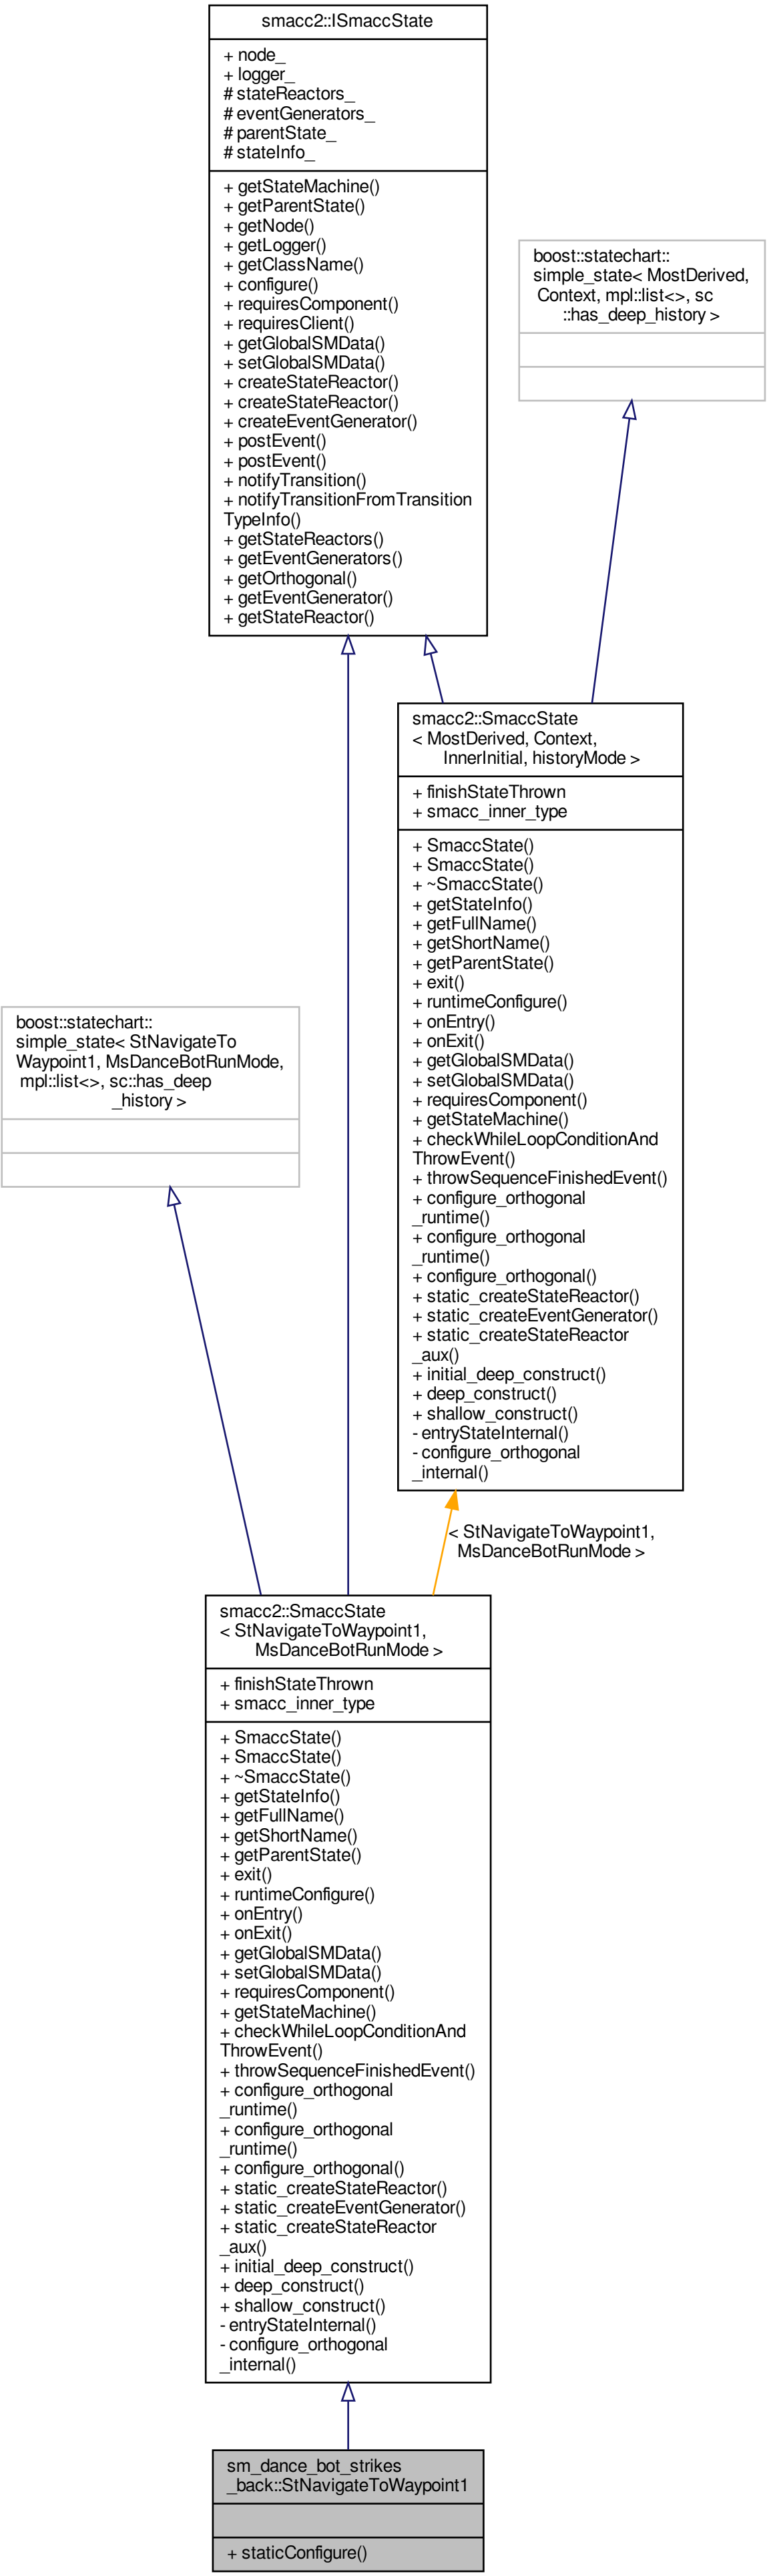 smacc2::ISmaccState
+ node_
+ logger_
# stateReactors_
# eventGenerators_
# parentState_
# stateInfo_
+ getStateMachine()
+ getParentState()
+ getNode()
+ getLogger()
+ getClassName()
+ configure()
+ requiresComponent()
+ requiresClient()
+ getGlobalSMData()
+ setGlobalSMData()
+ createStateReactor()
+ createStateReactor()
+ createEventGenerator()
+ postEvent()
+ postEvent()
+ notifyTransition()
+ notifyTransitionFromTransition
TypeInfo()
+ getStateReactors()
+ getEventGenerators()
+ getOrthogonal()
+ getEventGenerator()
+ getStateReactor()
boost::statechart::
simple_state< MostDerived,
Context, mpl::list<>, sc
::has_deep_history >
smacc2::SmaccState
< MostDerived, Context,
InnerInitial, historyMode >
+ finishStateThrown
+ smacc_inner_type
+ SmaccState()
+ SmaccState()
+ ~SmaccState()
+ getStateInfo()
+ getFullName()
+ getShortName()
+ getParentState()
+ exit()
+ runtimeConfigure()
+ onEntry()
+ onExit()
+ getGlobalSMData()
+ setGlobalSMData()
+ requiresComponent()
+ getStateMachine()
+ checkWhileLoopConditionAnd
ThrowEvent()
+ throwSequenceFinishedEvent()
+ configure_orthogonal
_runtime()
+ configure_orthogonal
_runtime()
+ configure_orthogonal()
+ static_createStateReactor()
+ static_createEventGenerator()
+ static_createStateReactor
_aux()
+ initial_deep_construct()
+ deep_construct()
+ shallow_construct()
- entryStateInternal()
- configure_orthogonal
_internal()
boost::statechart::
simple_state< StNavigateTo
Waypoint1, MsDanceBotRunMode,
mpl::list<>, sc::has_deep
_history >
< StNavigateToWaypoint1,
MsDanceBotRunMode >
smacc2::SmaccState
< StNavigateToWaypoint1,
MsDanceBotRunMode >
+ finishStateThrown
+ smacc_inner_type
+ SmaccState()
+ SmaccState()
+ ~SmaccState()
+ getStateInfo()
+ getFullName()
+ getShortName()
+ getParentState()
+ exit()
+ runtimeConfigure()
+ onEntry()
+ onExit()
+ getGlobalSMData()
+ setGlobalSMData()
+ requiresComponent()
+ getStateMachine()
+ checkWhileLoopConditionAnd
ThrowEvent()
+ throwSequenceFinishedEvent()
+ configure_orthogonal
_runtime()
+ configure_orthogonal
_runtime()
+ configure_orthogonal()
+ static_createStateReactor()
+ static_createEventGenerator()
+ static_createStateReactor
_aux()
+ initial_deep_construct()
+ deep_construct()
+ shallow_construct()
- entryStateInternal()
- configure_orthogonal
_internal()
sm_dance_bot_strikes
_back::StNavigateToWaypoint1
+ staticConfigure()